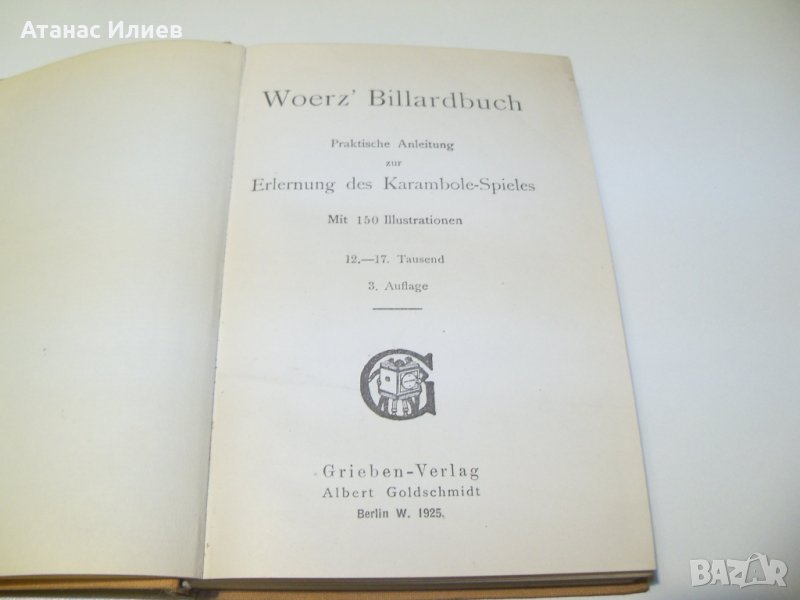 Атанас Илиев
Woerz' Billardbuch
Praktische Anleitung
zur
Erlernung des Karambole-Spieles
Mit 150 Illustrationen
12.—17. Tausend
3. Auflage
G
Grieben-Verlag
Albert Goldschmidt
Berlin W. 1925.
BAZAR